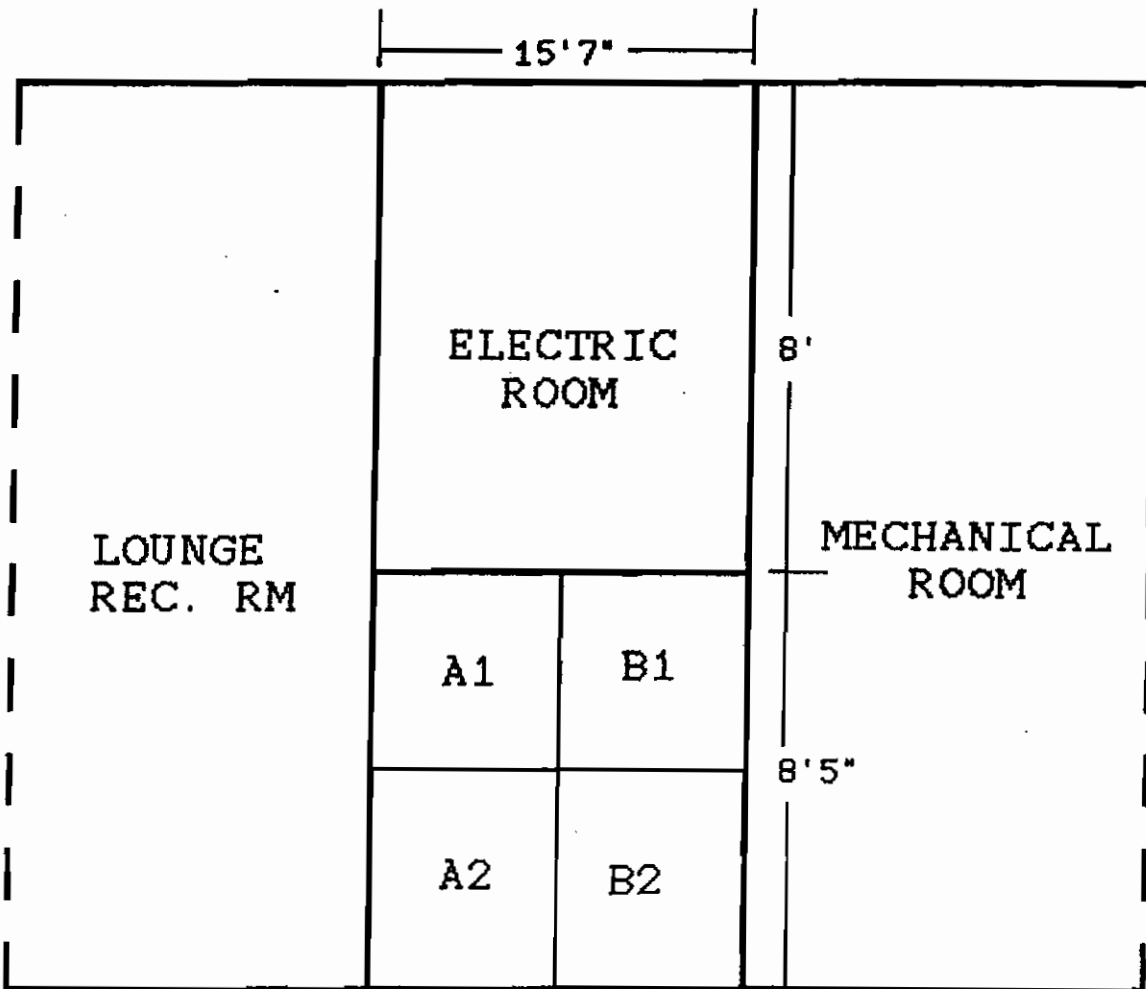 15'7"
ELECTRIC
ROOM
8'
LOUNGE
REC. RM
MECHANICAL
ROOM
A1
B1
8'5"
A2
B2